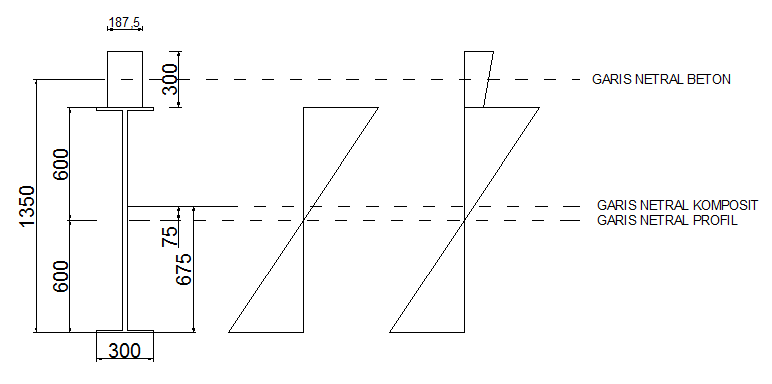 187,5
300
GARIS NETRAL BETON
600
1350
GARIS NETRAL KOMPOSIT
GARIS NETRAL PROFIL
75
675
600
300